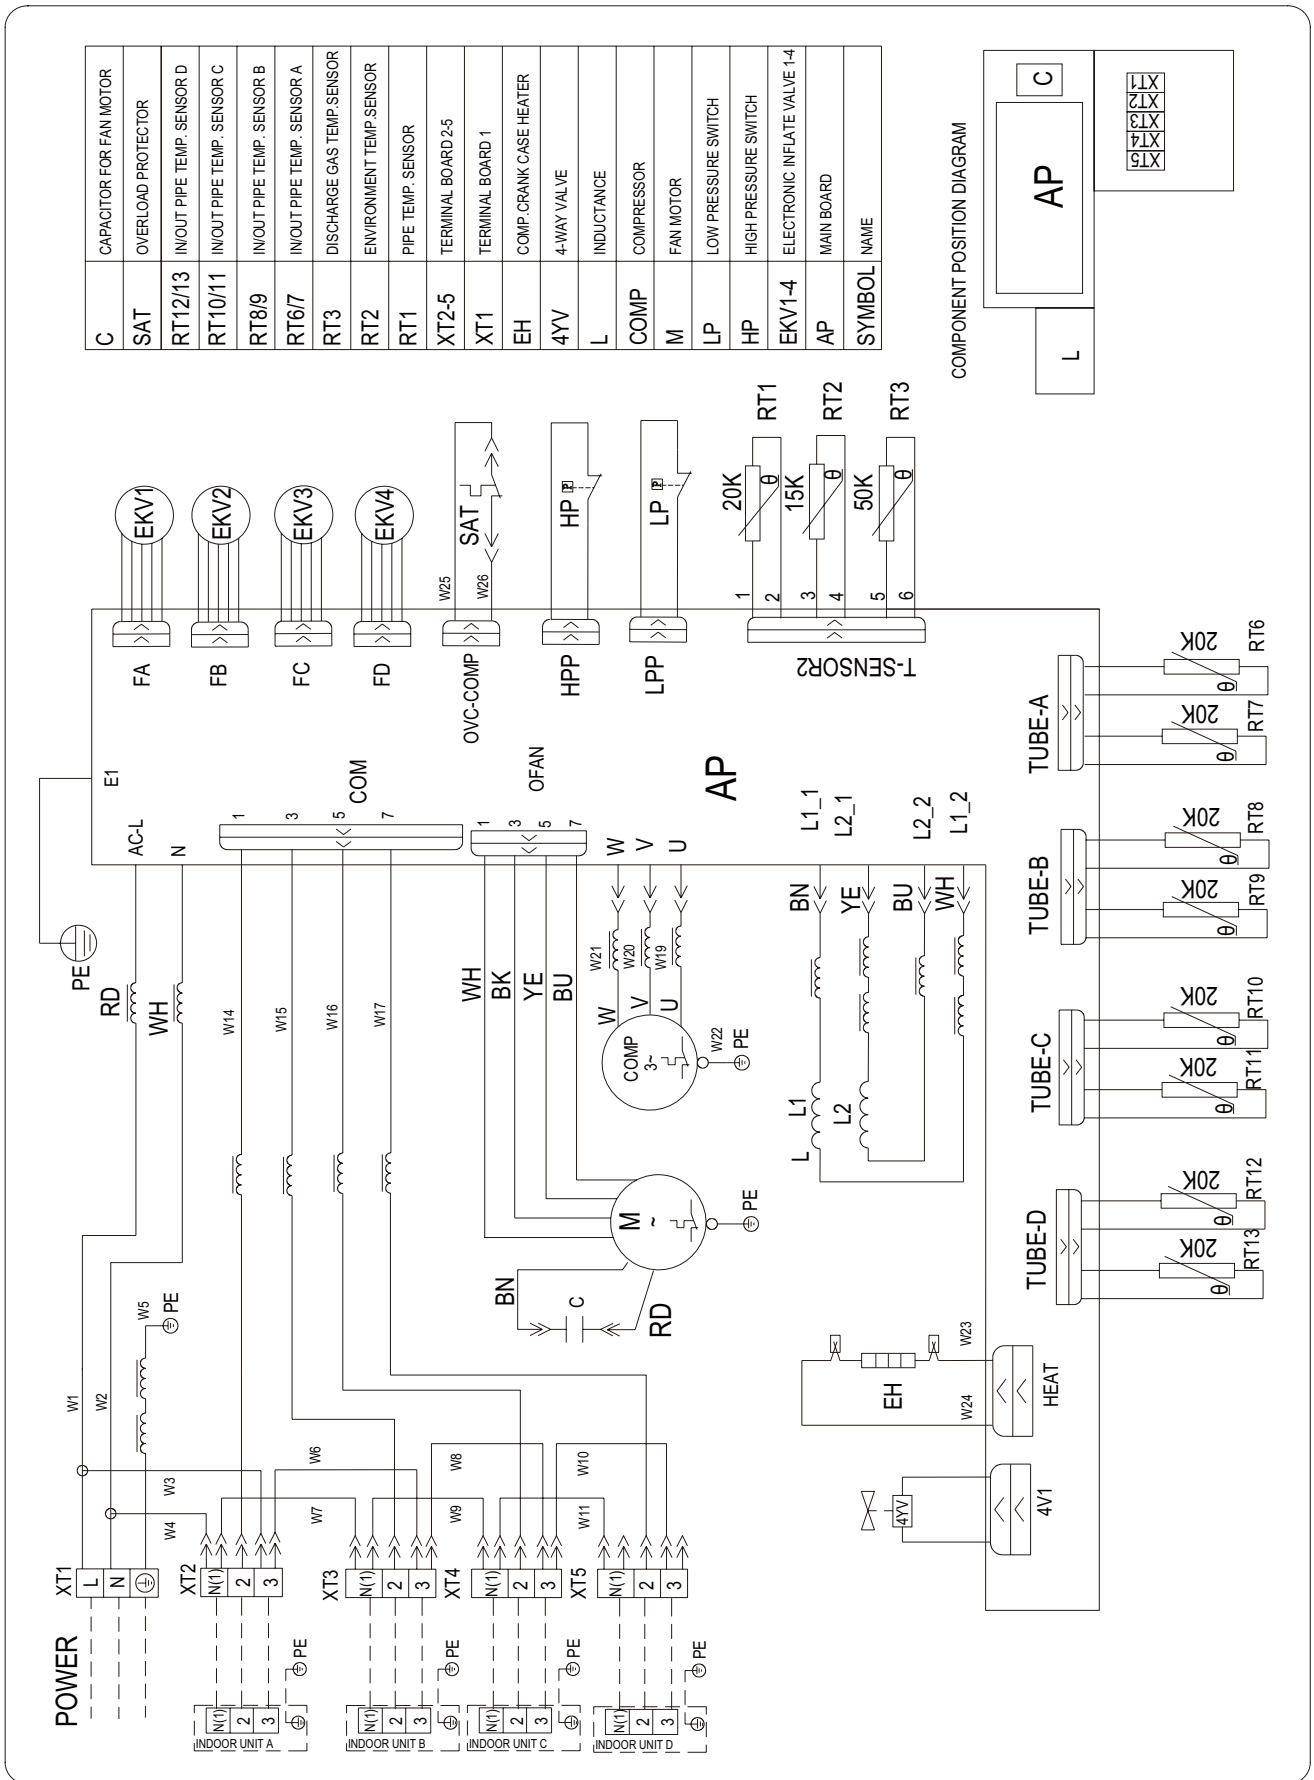 POWER
XT1
L
N
W1
W2
W3
W4
W5
PE
RD
WH
PE
AC-L
N
E1
XT2
N(1)
2
3
W6
W7
XT3
N(1)
2
3
W8
W9
XT4
N(1)
2
3
W10
W11
XT5
N(1)
2
3
INDOOR UNIT A
N(1)
2
3
PE
INDOOR UNIT B
N(1)
2
3
PE
INDOOR UNIT C
N(1)
2
3
PE
INDOOR UNIT D
N(1)
2
3
PE
W14
W15
W16
W17
COM
1
3
5
7
OFAN
1
3
5
7
WH
BK
YE
BU
M
~
PE
BN
C
RD
W21
W20
W19
W
V
U
W
V
U
COMP
3~
W22
PE
AP
L1_1
L2_1
L2_2
L1_2
BN
YE
BU
WH
L1
L2
L
FA
EKV1
FB
EKV2
FC
EKV3
FD
EKV4
OVC-COMP
W25
W26
SAT
HPP
HP
P
LPP
LP
P
T-SENSOR2
1
2
3
4
5
6
20K
θ
RT1
15K
θ
RT2
50K
θ
RT3
TUBE-A
20K
θ
RT6
20K
θ
RT7
TUBE-B
20K
θ
RT8
20K
θ
RT9
TUBE-C
20K
θ
RT10
20K
θ
RT11
TUBE-D
20K
θ
RT12
20K
θ
RT13
EH
W23
W24
HEAT
4YV
4V1
C CAPACITOR FOR FAN MOTOR
SAT OVERLOAD PROTECTOR
RT12/13 IN/OUT PIPE TEMP. SENSOR D
RT10/11 IN/OUT PIPE TEMP. SENSOR C
RT8/9 IN/OUT PIPE TEMP. SENSOR B
RT6/7 IN/OUT PIPE TEMP. SENSOR A
RT3 DISCHARGE GAS TEMP.SENSOR
RT2 ENVIRONMENT TEMP.SENSOR
RT1 PIPE TEMP. SENSOR
XT2-5 TERMINAL BOARD 2-5
XT1 TERMINAL BOARD 1
EH COMP.CRANK CASE HEATER
4YV 4-WAY VALVE
L INDUCTANCE
COMP COMPRESSOR
M FAN MOTOR
LP LOW PRESSURE SWITCH
HP HIGH PRESSURE SWITCH
EKV1-4 ELECTRONIC INFLATE VALVE 1-4
AP MAIN BOARD
SYMBOL NAME
COMPONENT POSITION DIAGRAM
L
AP
C
XT5
XT4
XT3
XT2
XT1